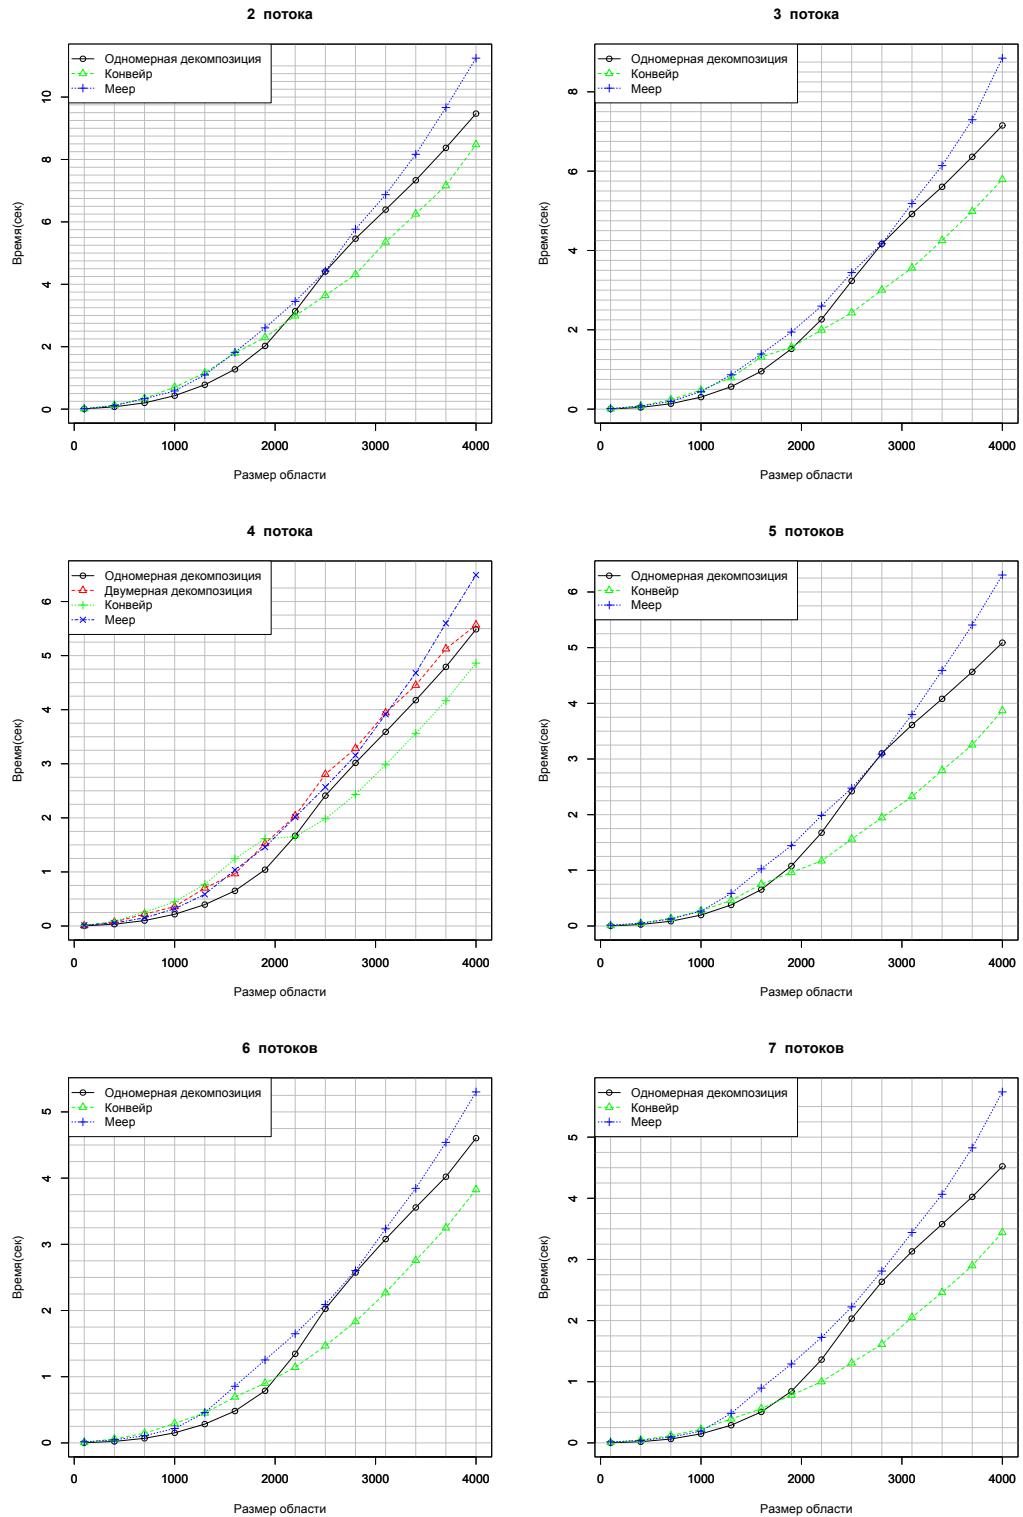 2 потока
Одномерная декомпозиция
Конвейр
Meep
Время(сек)
0
2
4
6
8
10
0 1000 2000 3000 4000
Размер области
3 потока
Одномерная декомпозиция
Конвейр
Meep
Время(сек)
0
2
4
6
8
0 1000 2000 3000 4000
Размер области
4 потока
Одномерная декомпозиция
Двумерная декомпозиция
Конвейр
Meep
Время(сек)
0
1
2
3
4
5
6
0 1000 2000 3000 4000
Размер области
5 потоков
Одномерная декомпозиция
Конвейр
Meep
Время(сек)
0
1
2
3
4
5
6
0 1000 2000 3000 4000
Размер области
6 потоков
Одномерная декомпозиция
Конвейр
Meep
Время(сек)
0
1
2
3
4
5
0 1000 2000 3000 4000
Размер области
7 потоков
Одномерная декомпозиция
Конвейр
Meep
Время(сек)
0
1
2
3
4
5
0 1000 2000 3000 4000
Размер области